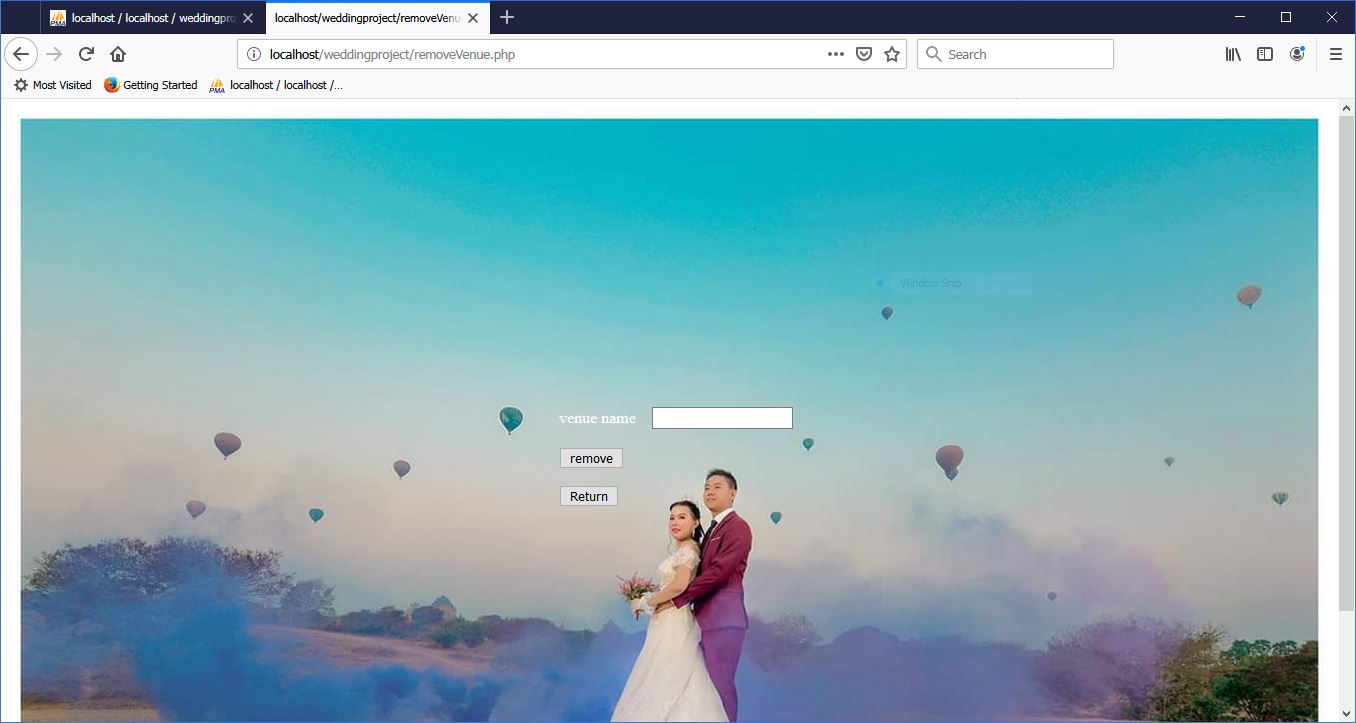 localhost / localhost / weddingpro
localhost/weddingproject/removeVenu
localhost/weddingproject/removeVenue.php
Search
Most Visited
Getting Started
PMA
localhost / localhost /...
Window Snip
venue name
remove
Return